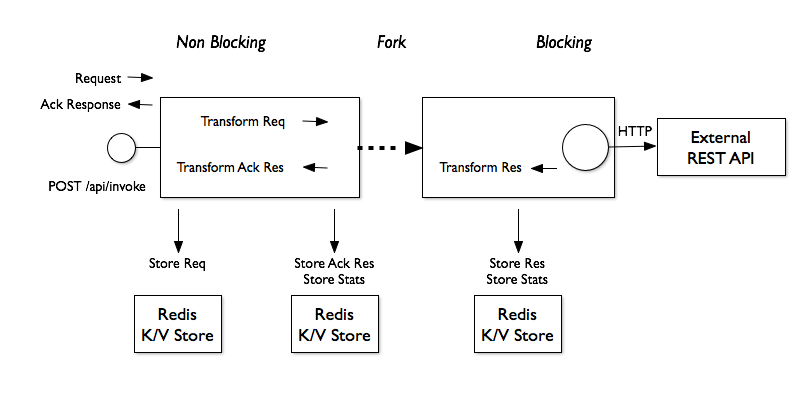 Non Blocking
Fork
Blocking
Request
Ack Response
Transform Req
HTTP
External
REST API
Transform Ack Res
Transform Res
POST /api/invoke
Store Req
Store Ack Res
Store Stats
Store Res
Store Stats
Redis
K/V Store
Redis
K/V Store
Redis
K/V Store